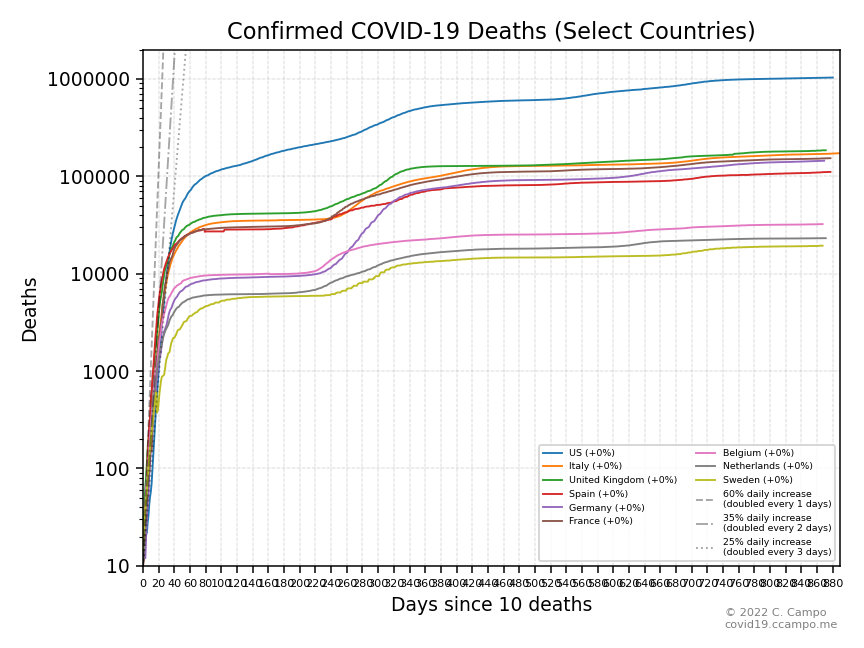 Confirmed COVID-19 Deaths (Select Countries)
1000000
100000
10000
1000
100
10
Deaths
US (+0%)
Italy (+0%)
United Kingdom (+0%)
Spain (+0%)
Germany (+0%)
France (+0%)
Belgium (+0%)
Netherlands (+0%)
Sweden (+0%)
60% daily increase
(doubled every 1 days)
35% daily increase
(doubled every 2 days)
25% daily increase
(doubled every 3 days)
0 20 40 60 80 100 120 140 160 180 200 220 240 260 280 300 320 340 360 380 400 420 440 460 480 500 520 540 560 580 600 620 640 660 680 700 720 740 760 780 800 820 840 860 880
Days since 10 deaths
© 2022 C. Campo
covid19.ccampo.me